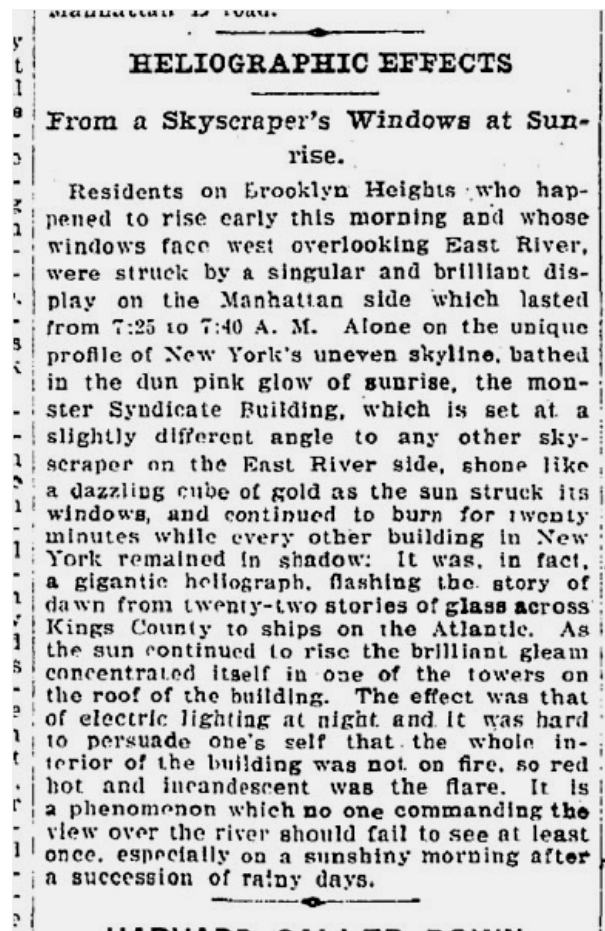 Manhattan L road.
HELIOGRAPHIC EFFECTS
From a Skyscraper's Windows at Sun-
rise.
Residents on Brooklyn Heights who hap-
pened to rise early this morning and whose
windows face west overlooking East River,
were struck by a singular and brilliant dis-
play on the Manhattan side which lasted
from 7:25 to 7:40 A. M. Alone on the unique
profile of New York's uneven skyline, bathed
in the dun pink glow of sunrise, the mon-
ster Syndicate Building, which is set at a
slightly different angle to any other sky-
scraper on the East River side, shone like
a dazzling cube of gold as the sun struck its
windows, and continued to burn for twenty
minutes while every other building in New
York remained in shadow: It was, in fact,
a gigantic heliograph, flashing the story of
dawn from twenty-two stories of glass across
Kings County to ships on the Atlantic. As
the sun continued to rise the brilliant gleam
concentrated itself in one of the towers on
the roof of the building. The effect was that
of electric lighting at night and it was hard
to persuade one's self that the whole in-
terior of the building was not on fire, so red
hot and incandescent was the flare. It is
a phenomenon which no one commanding the
view over the river should fail to see at least
once, especially on a sunshiny morning after
a succession of rainy days.
HARVARD CALLED DOWN